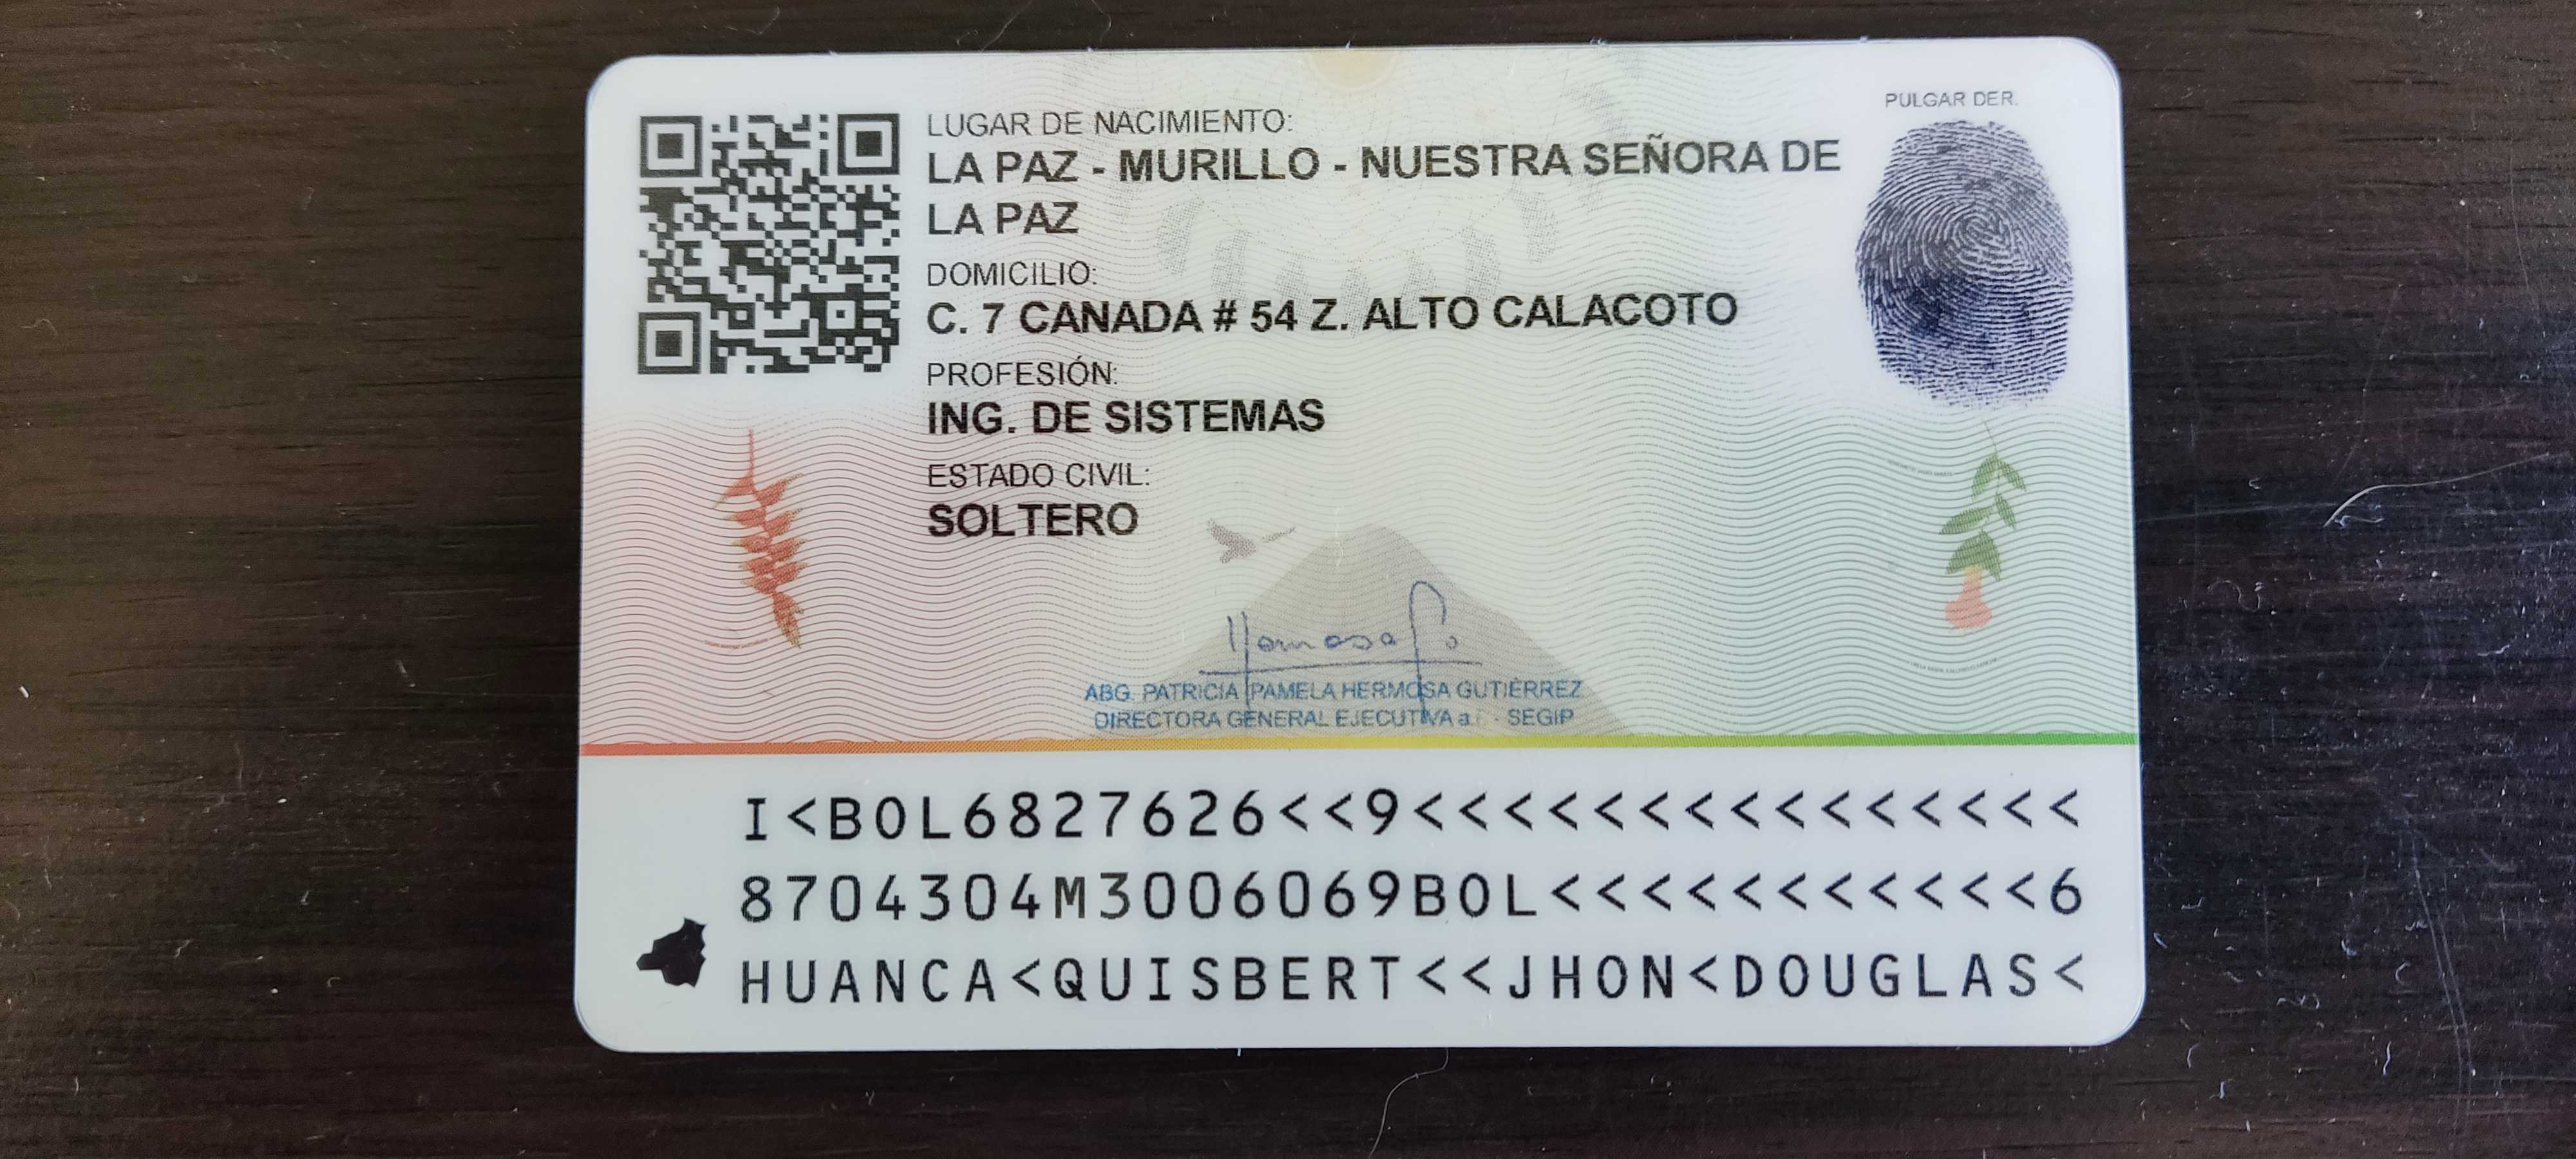 PULGAR DER.
LUGAR DE NACIMIENTO:
LA PAZ - MURILLO - NUESTRA SEÑORA DE
LA PAZ
DOMICILIO:
C. 7 CANADA # 54 Z. ALTO CALACOTO
PROFESIÓN:
ING. DE SISTEMAS
ESTADO CIVIL:
SOLTERO
ABG. PATRICIA PAMELA HERMOSA GUTIÉRREZ
DIRECTORA GENERAL EJECUTIVA a.i. - SEGIP
I<BOL6827626<<9<<<<<<<<<<<<<<<
8704304M3006069BOL<<<<<<<<<<<6
HUANCA<QUISBERT<<JHON<DOUGLAS<